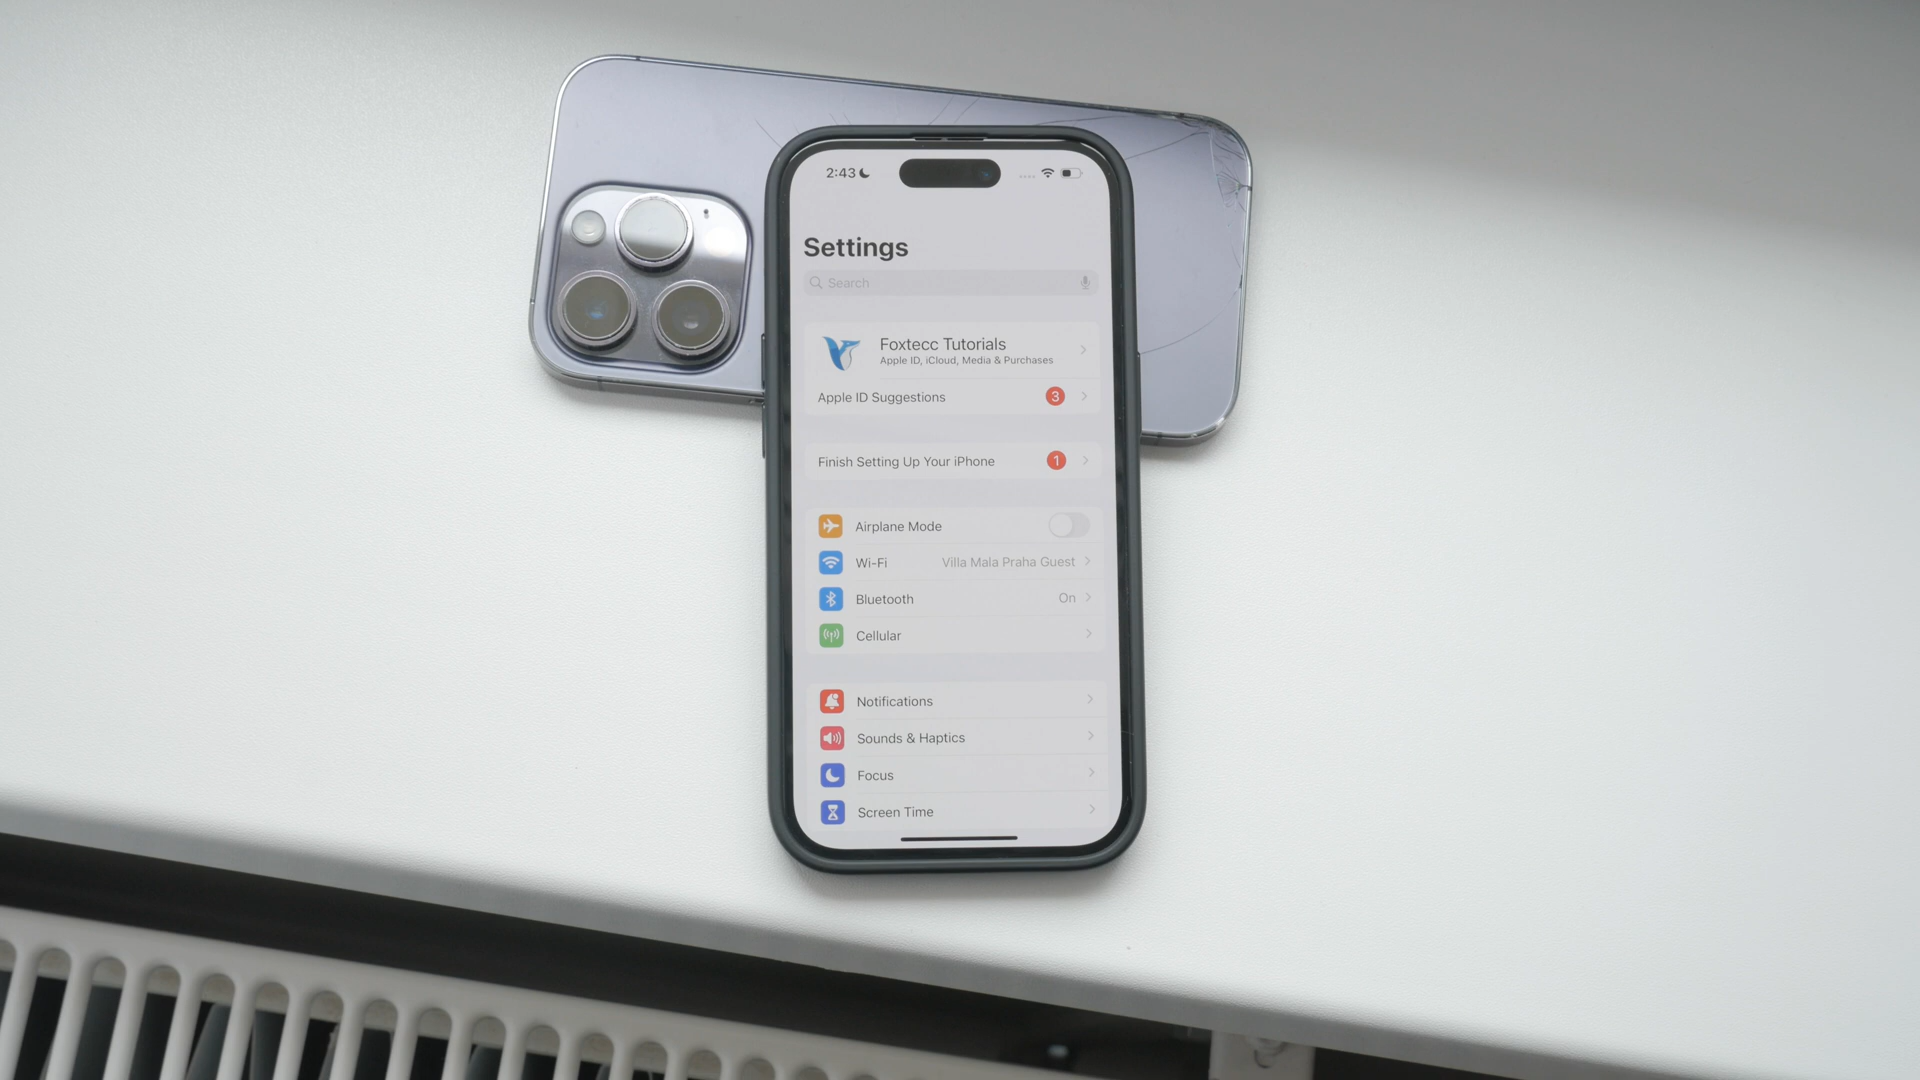 2:43
Settings
Search
Foxtecc Tutorials
Apple ID, iCloud, Media & Purchases
Apple ID Suggestions 3
Finish Setting Up Your iPhone 1
Airplane Mode
Wi-Fi Villa Mala Praha Guest
Bluetooth On
Cellular
Notifications
Sounds & Haptics
Focus
Screen Time